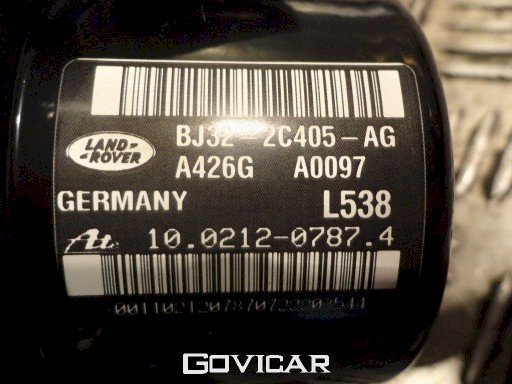 LAND-
ROVER
BJ32-2C405-AG
A426G A0097
GERMANY L538
Ate 10.0212-0787.4
GOVICAR